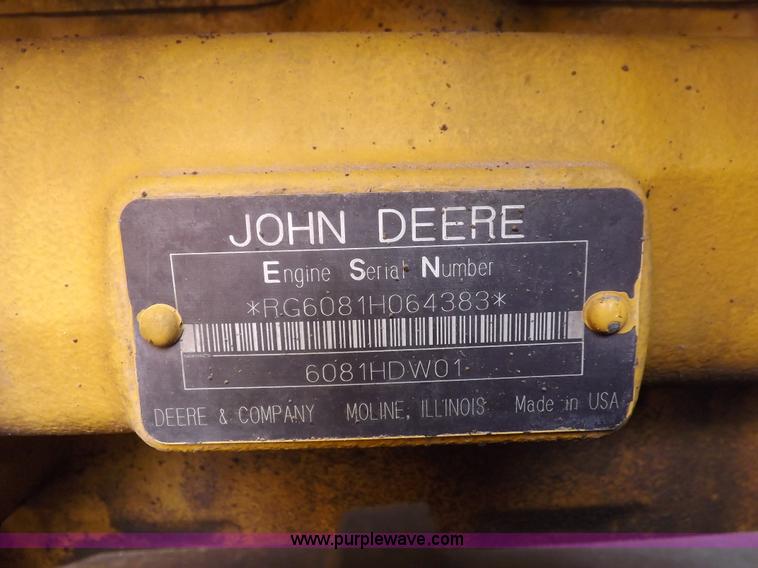 JOHN DEERE
Engine Serial Number
*RG6081H064383*
6081HDW01
DEERE & COMPANY MOLINE, ILLINOIS Made in USA
www.purplewave.com